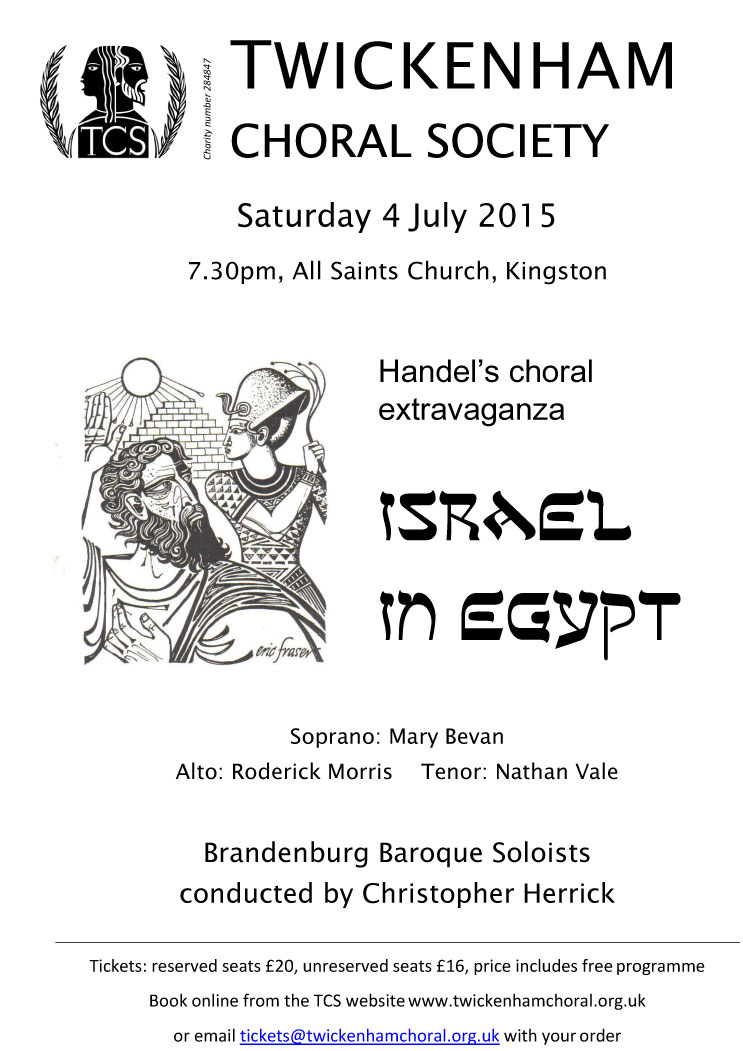 TCS
Charity number 284847
TWICKENHAM
CHORAL SOCIETY
Saturday 4 July 2015
7.30pm, All Saints Church, Kingston
Handel’s choral
extravaganza
ISRAEL
IN EGYPT
eric fraser
Soprano: Mary Bevan
Alto: Roderick Morris Tenor: Nathan Vale
Brandenburg Baroque Soloists
conducted by Christopher Herrick
Tickets: reserved seats £20, unreserved seats £16, price includes free programme
Book online from the TCS website www.twickenhamchoral.org.uk
or email tickets@twickenhamchoral.org.uk with your order